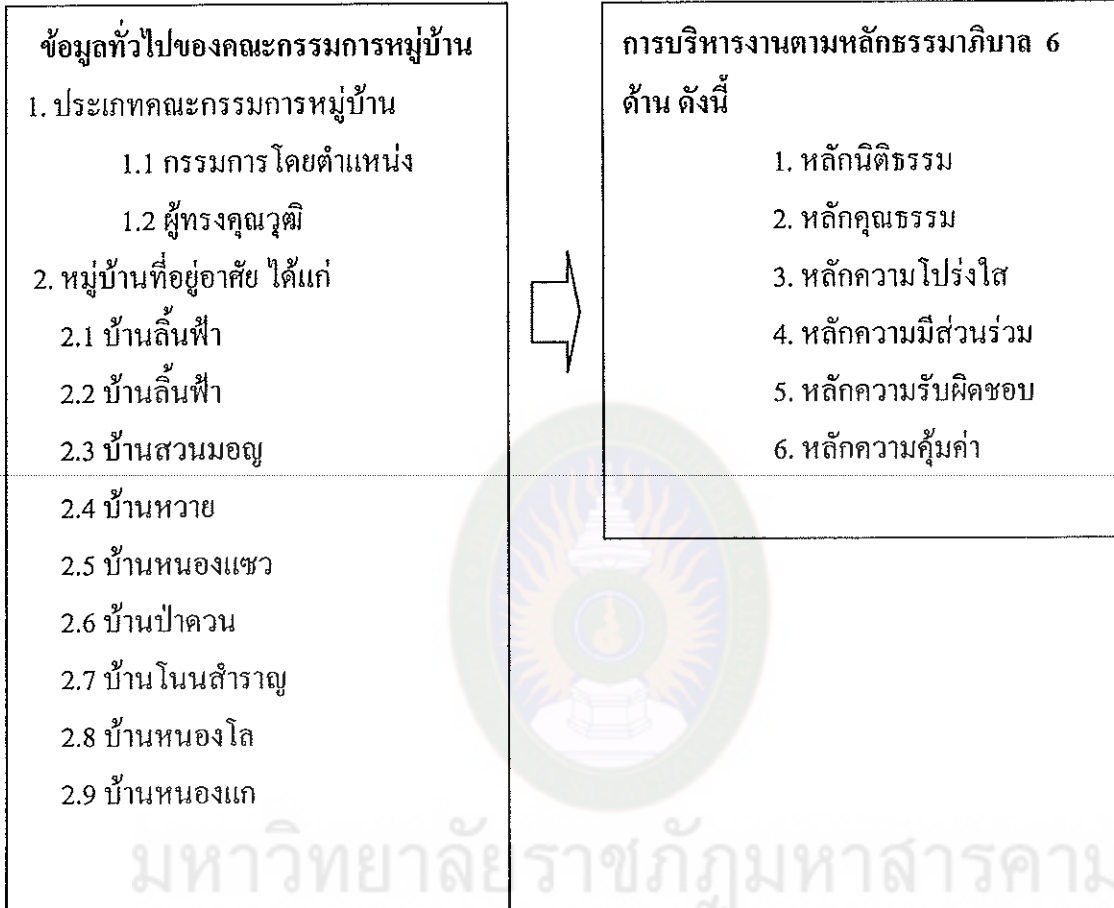 ข้อมูลทั่วไปของคณะกรรมการหมู่บ้าน
1. ประเภทคณะกรรมการหมู่บ้าน
1.1 กรรมการโดยตำแหน่ง
1.2 ผู้ทรงคุณวุฒิ
2. หมู่บ้านที่อยู่อาศัย ได้แก่
2.1 บ้านลิ้นฟ้า
2.2 บ้านลิ้นฟ้า
2.3 บ้านสวนมอญ
2.4 บ้านหวาย
2.5 บ้านหนองแซว
2.6 บ้านป่าควน
2.7 บ้านโนนสำราญ
2.8 บ้านหนองโล
2.9 บ้านหนองแก
การบริหารงานตามหลักธรรมาภิบาล 6
ด้าน ดังนี้
1. หลักนิติธรรม
2. หลักคุณธรรม
3. หลักความโปร่งใส
4. หลักความมีส่วนร่วม
5. หลักความรับผิดชอบ
6. หลักความคุ้มค่า
มหาวิทยาลัยราชภัฏมหาสารคาม